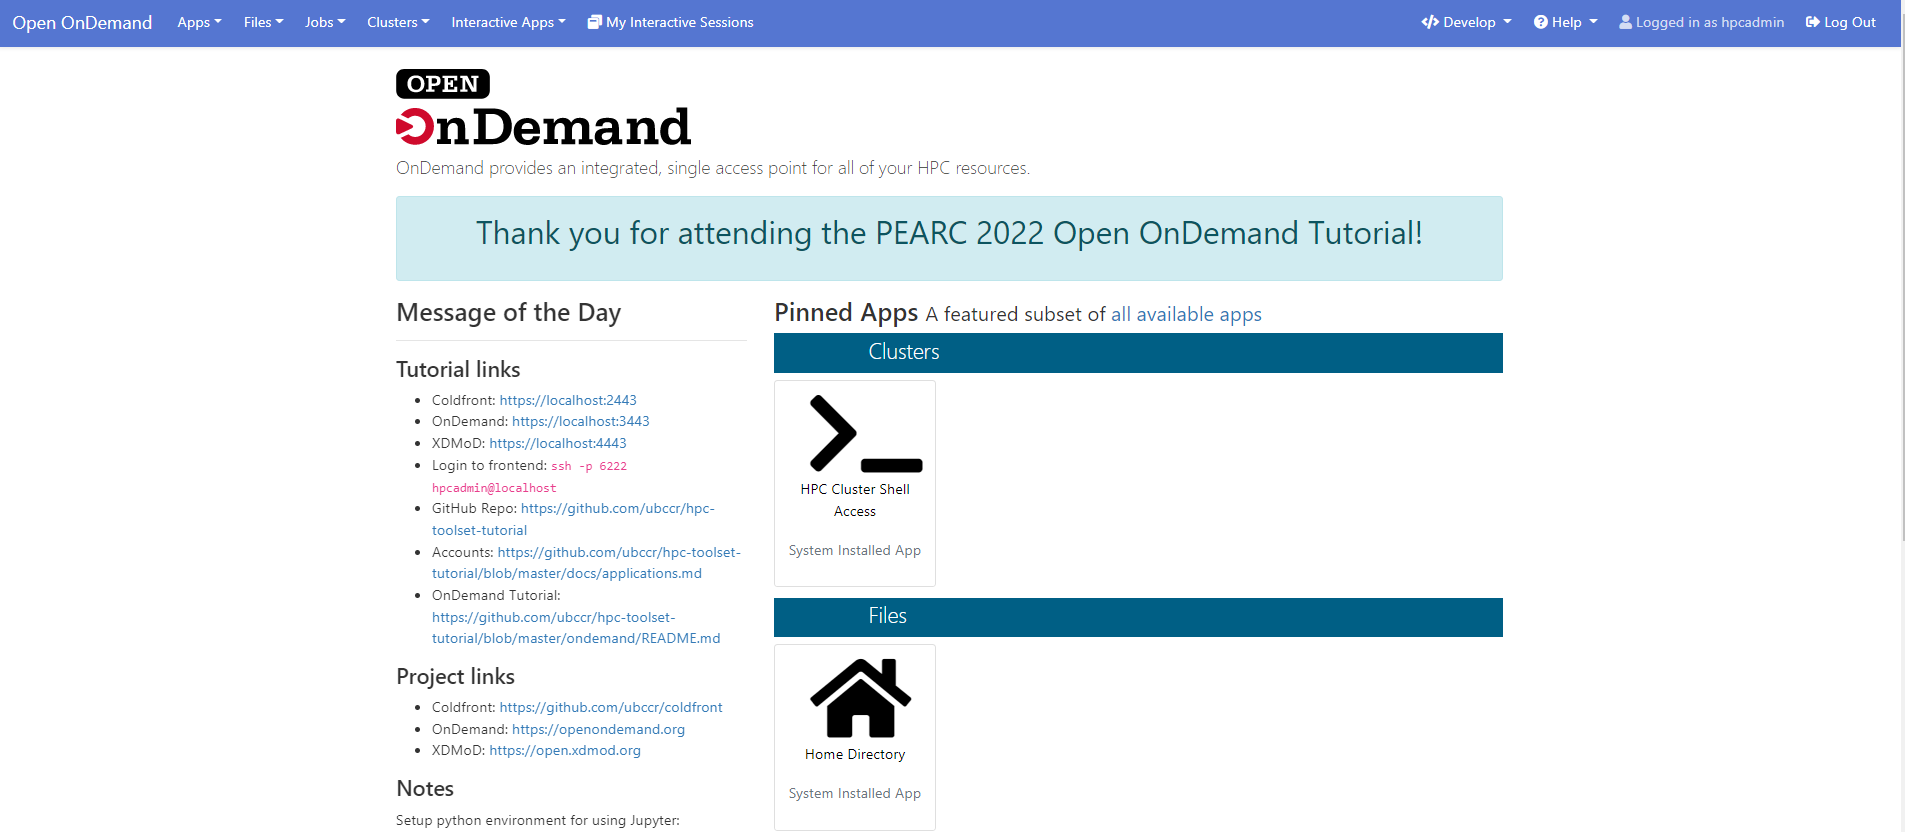 Open OnDemand Apps Files Jobs Clusters Interactive Apps My Interactive Sessions Develop Help Logged in as hpcadmin Log Out
OPEN
OnDemand
OnDemand provides an integrated, single access point for all of your HPC resources.
Thank you for attending the PEARC 2022 Open OnDemand Tutorial!
Message of the Day
Tutorial links
Coldfront: https://localhost:2443
OnDemand: https://localhost:3443
XDMoD: https://localhost:4443
Login to frontend: ssh -p 6222
hpcadmin@localhost
GitHub Repo: https://github.com/ubccr/hpc-
toolset-tutorial
Accounts: https://github.com/ubccr/hpc-toolset-
tutorial/blob/master/docs/applications.md
OnDemand Tutorial:
https://github.com/ubccr/hpc-toolset-
tutorial/blob/master/ondemand/README.md
Project links
Coldfront: https://github.com/ubccr/coldfront
OnDemand: https://openondemand.org
XDMoD: https://open.xdmod.org
Notes
Setup python environment for using Jupyter:
Pinned Apps A featured subset of all available apps
Clusters
HPC Cluster Shell
Access
System Installed App
Files
Home Directory
System Installed App